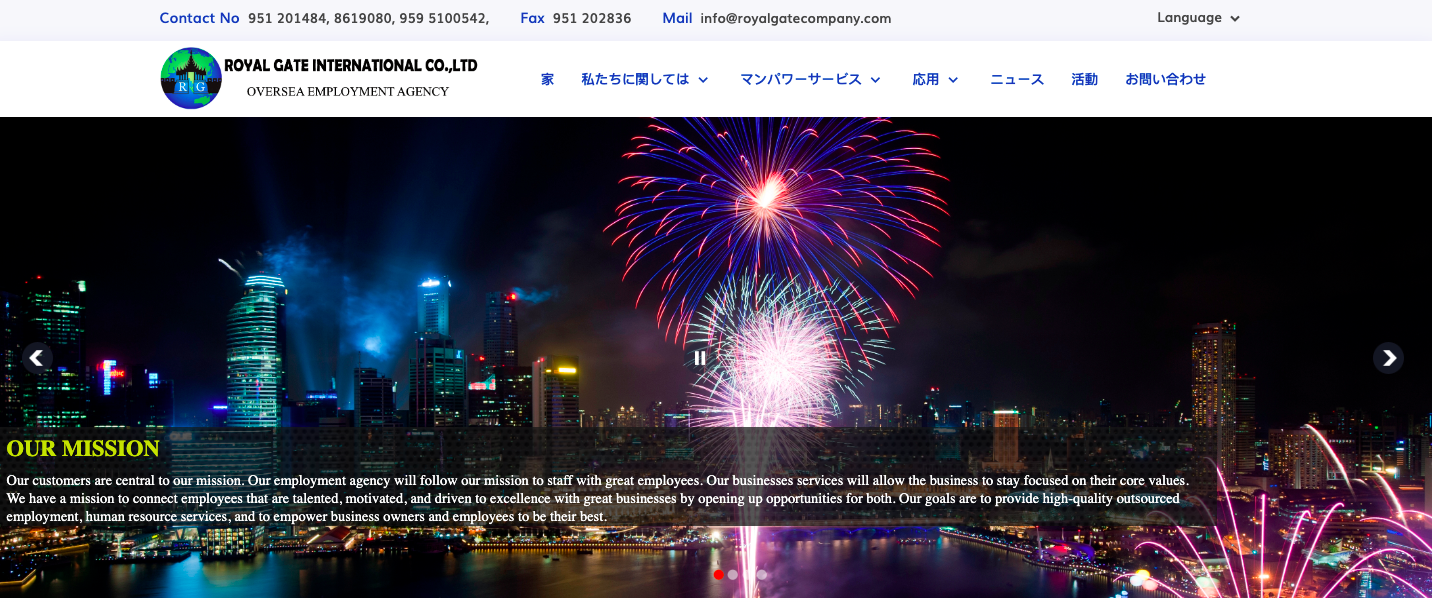 Contact No 951 201484, 8619080, 959 5100542, Fax 951 202836 Mail info@royalgatecompany.com Language
R G
ROYAL GATE INTERNATIONAL CO.,LTD
OVERSEA EMPLOYMENT AGENCY
家 私たちに関しては マンパワーサービス 応用 ニュース 活動 お問い合わせ
OUR MISSION
Our customers are central to our mission. Our employment agency will follow our mission to staff with great employees. Our businesses services will allow the business to stay focused on their core values.
We have a mission to connect employees that are talented, motivated, and driven to excellence with great businesses by opening up opportunities for both. Our goals are to provide high-quality outsourced
employment, human resource services, and to empower business owners and employees to be their best.